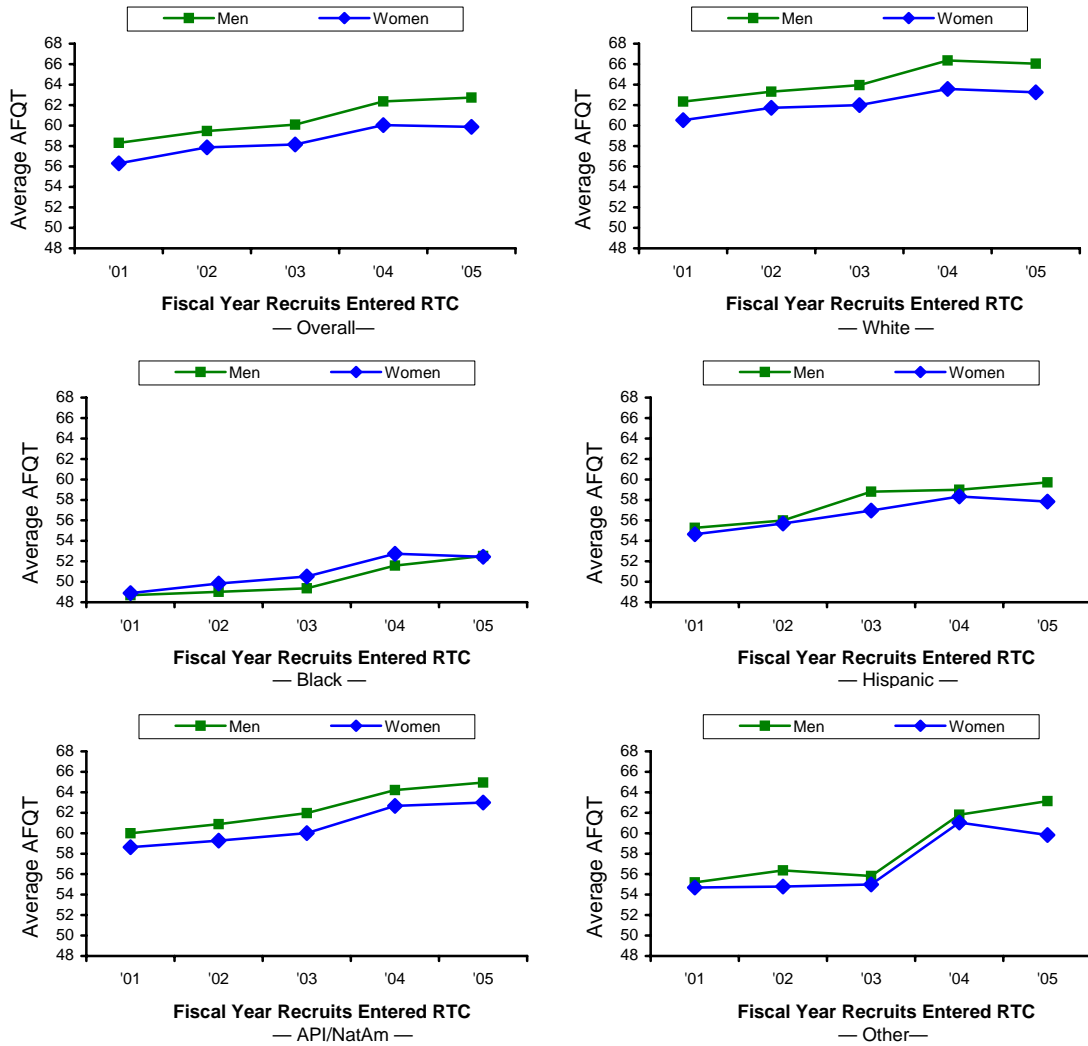 Men Women
Average AFQT
68
66
64
62
60
58
56
54
52
50
48
'01 '02 '03 '04 '05
Fiscal Year Recruits Entered RTC
— Overall—
Men Women
Average AFQT
68
66
64
62
60
58
56
54
52
50
48
'01 '02 '03 '04 '05
Fiscal Year Recruits Entered RTC
— White —
Men Women
Average AFQT
68
66
64
62
60
58
56
54
52
50
48
'01 '02 '03 '04 '05
Fiscal Year Recruits Entered RTC
— Black —
Men Women
Average AFQT
68
66
64
62
60
58
56
54
52
50
48
'01 '02 '03 '04 '05
Fiscal Year Recruits Entered RTC
— Hispanic —
Men Women
Average AFQT
68
66
64
62
60
58
56
54
52
50
48
'01 '02 '03 '04 '05
Fiscal Year Recruits Entered RTC
— API/NatAm —
Men Women
Average AFQT
68
66
64
62
60
58
56
54
52
50
48
'01 '02 '03 '04 '05
Fiscal Year Recruits Entered RTC
— Other—